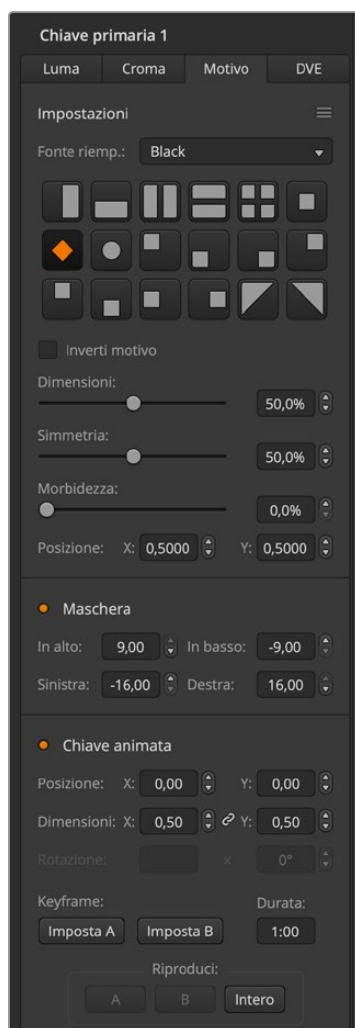 Chiave primaria 1
Luma Croma Motivo DVE
Impostazioni
Fonte riemp.: Black
Inverti motivo
Dimensioni:
50,0%
Simmetria:
50,0%
Morbidezza:
0,0%
Posizione: X: 0,5000 Y: 0,5000
Maschera
In alto: 9,00 In basso: -9,00
Sinistra: -16,00 Destra: 16,00
Chiave animata
Posizione: X: 0,00 Y: 0,00
Dimensioni: X: 0,50 Y: 0,50
Rotazione: x 0°
Keyframe: Durata:
Imposta A Imposta B 1:00
Riproduci:
A B Intero